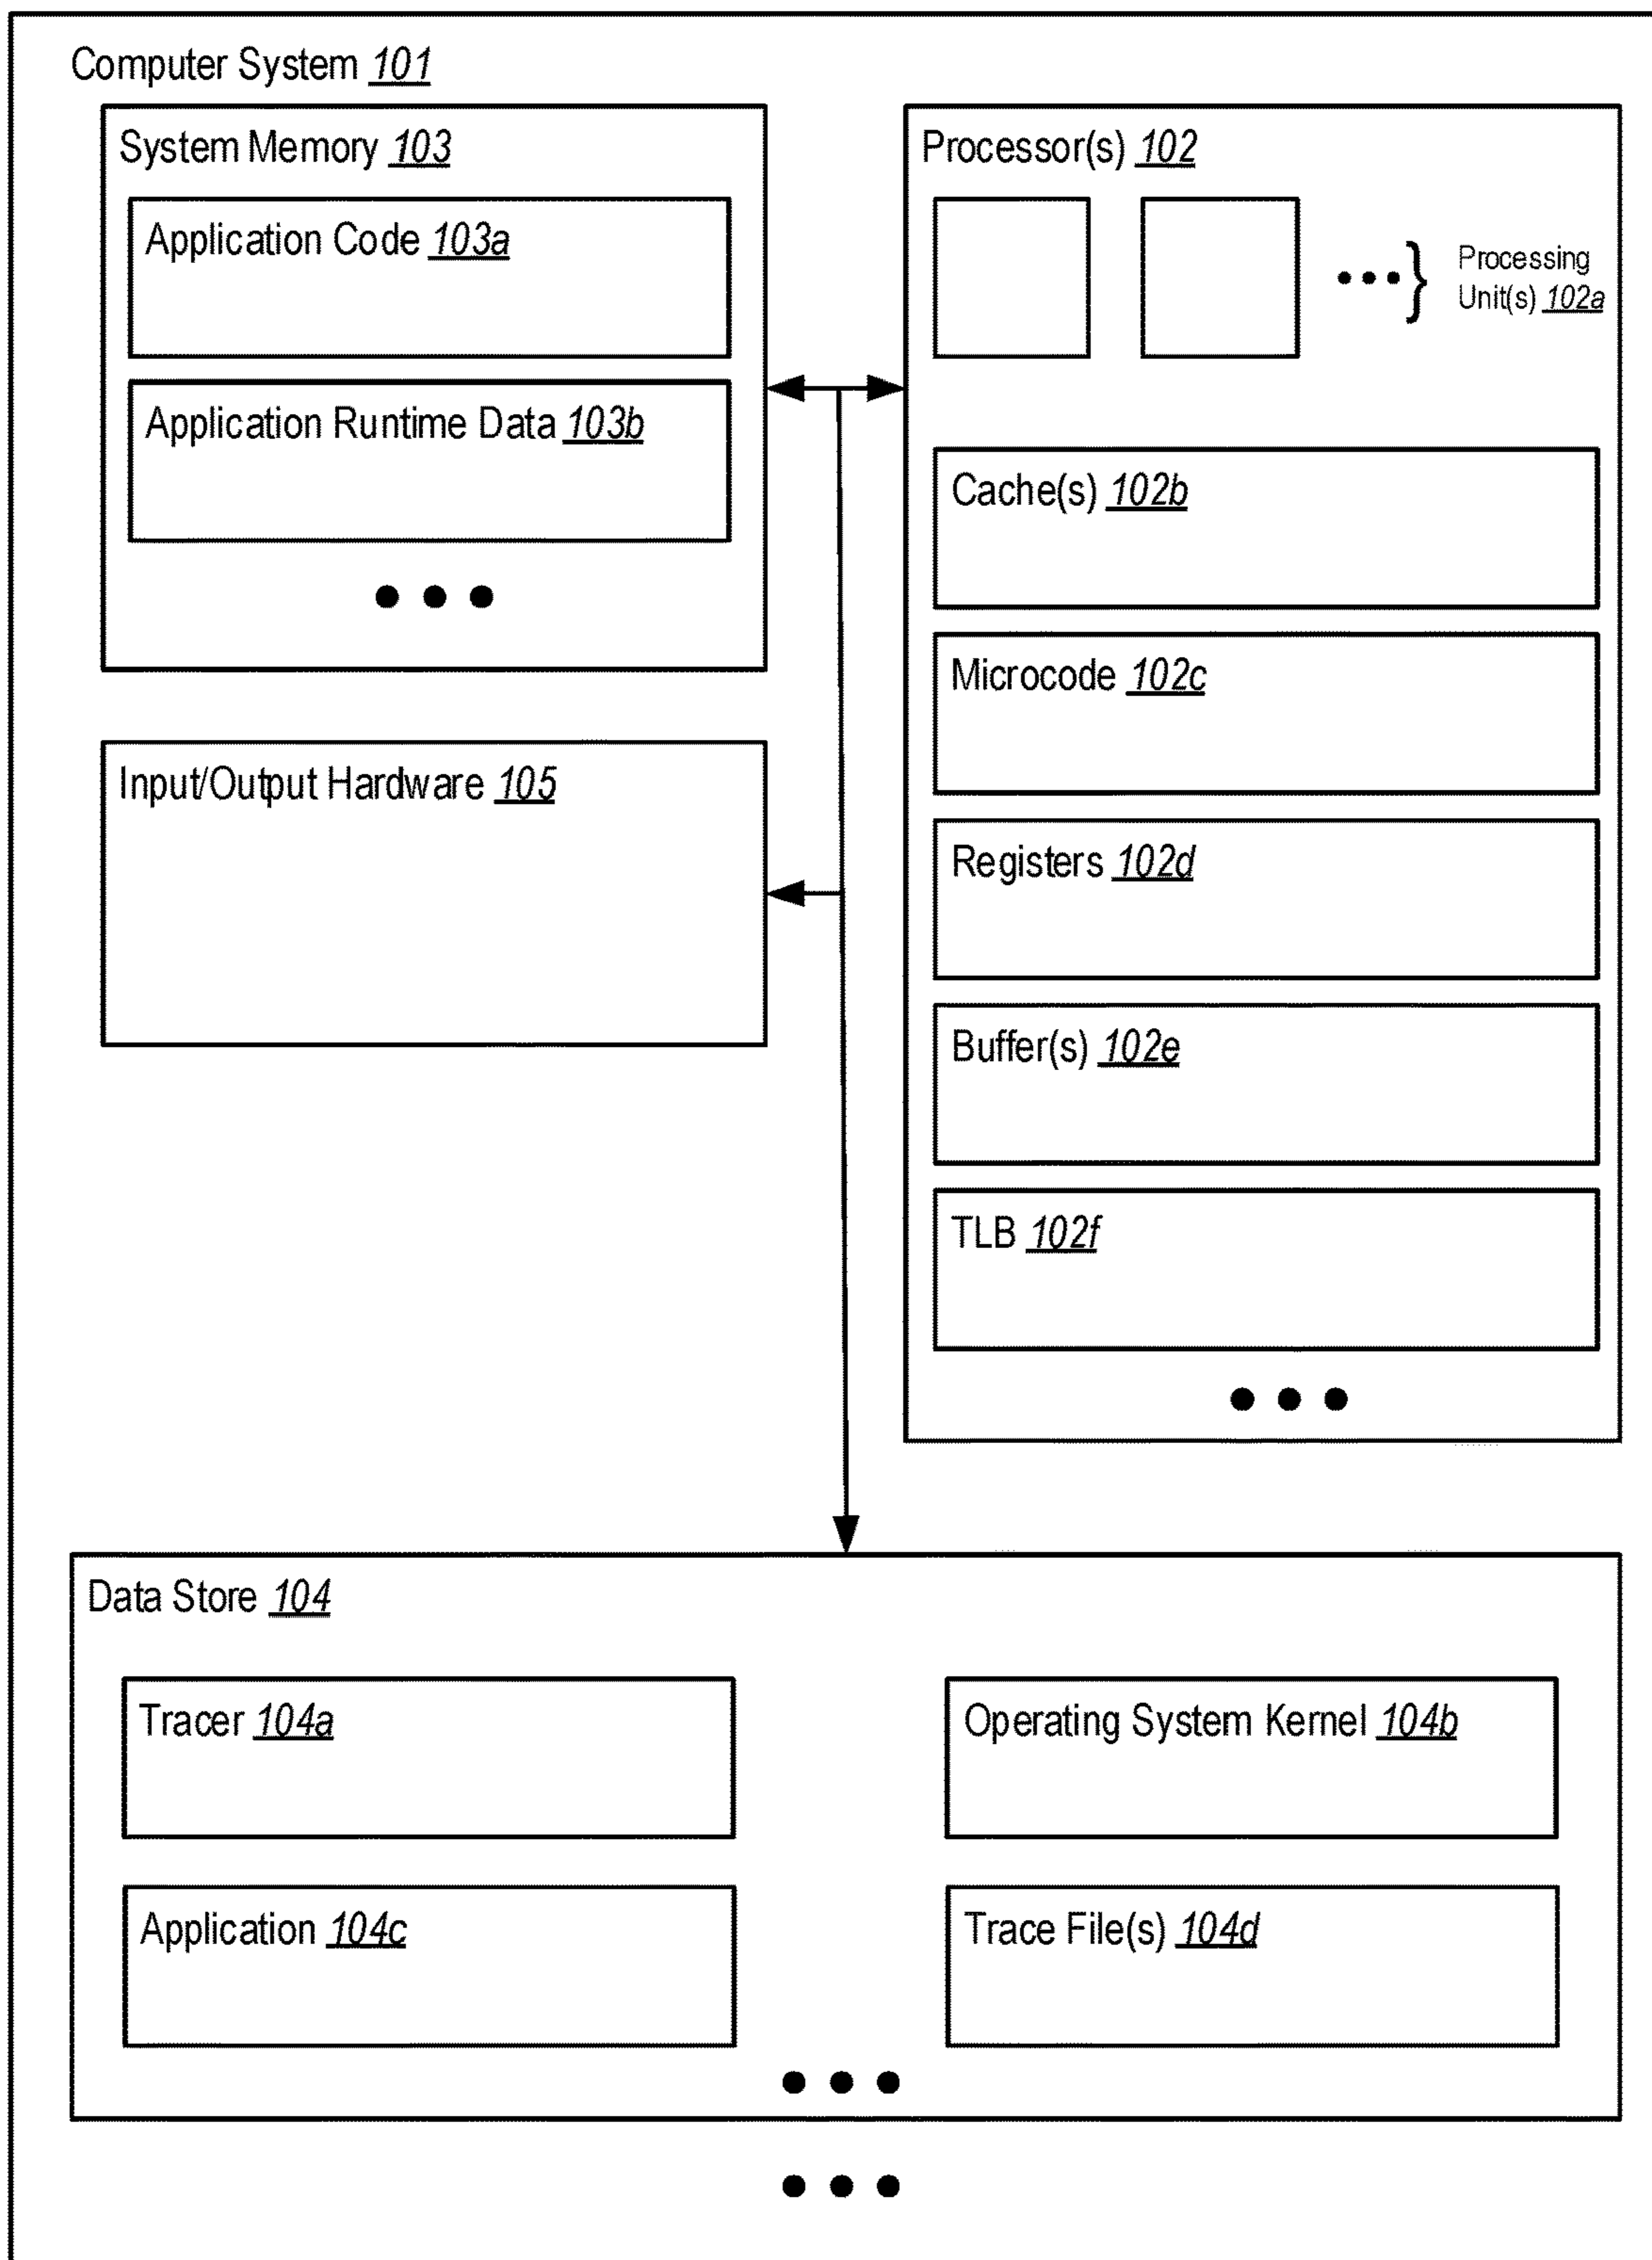 Computer System 101
System Memory 103
Application Code 103a
Application Runtime Data 103b
Input/Output Hardware 105
Processor(s) 102
Processing
Unit(s) 102a
Cache(s) 102b
Microcode 102c
Registers 102d
Buffer(s) 102e
TLB 102f
Data Store 104
Tracer 104a
Operating System Kernel 104b
Application 104c
Trace File(s) 104d